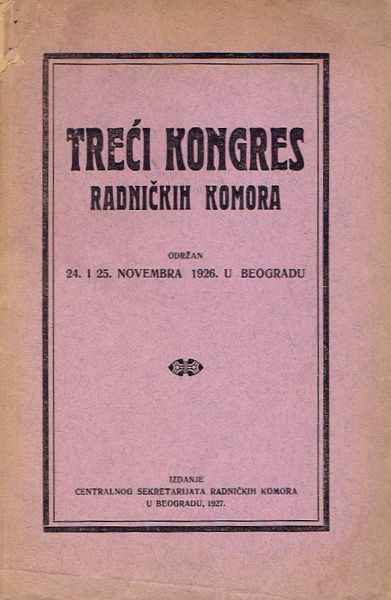 TREĆI KONGRES
RADNIČKIH KOMORA
ODRŽAN
24. I 25. NOVEMBRA 1926. U BEOGRADU
IZDANJE
CENTRALNOG SEKRETARIJATA RADNIČKIH KOMORA
U BEOGRADU, 1927.